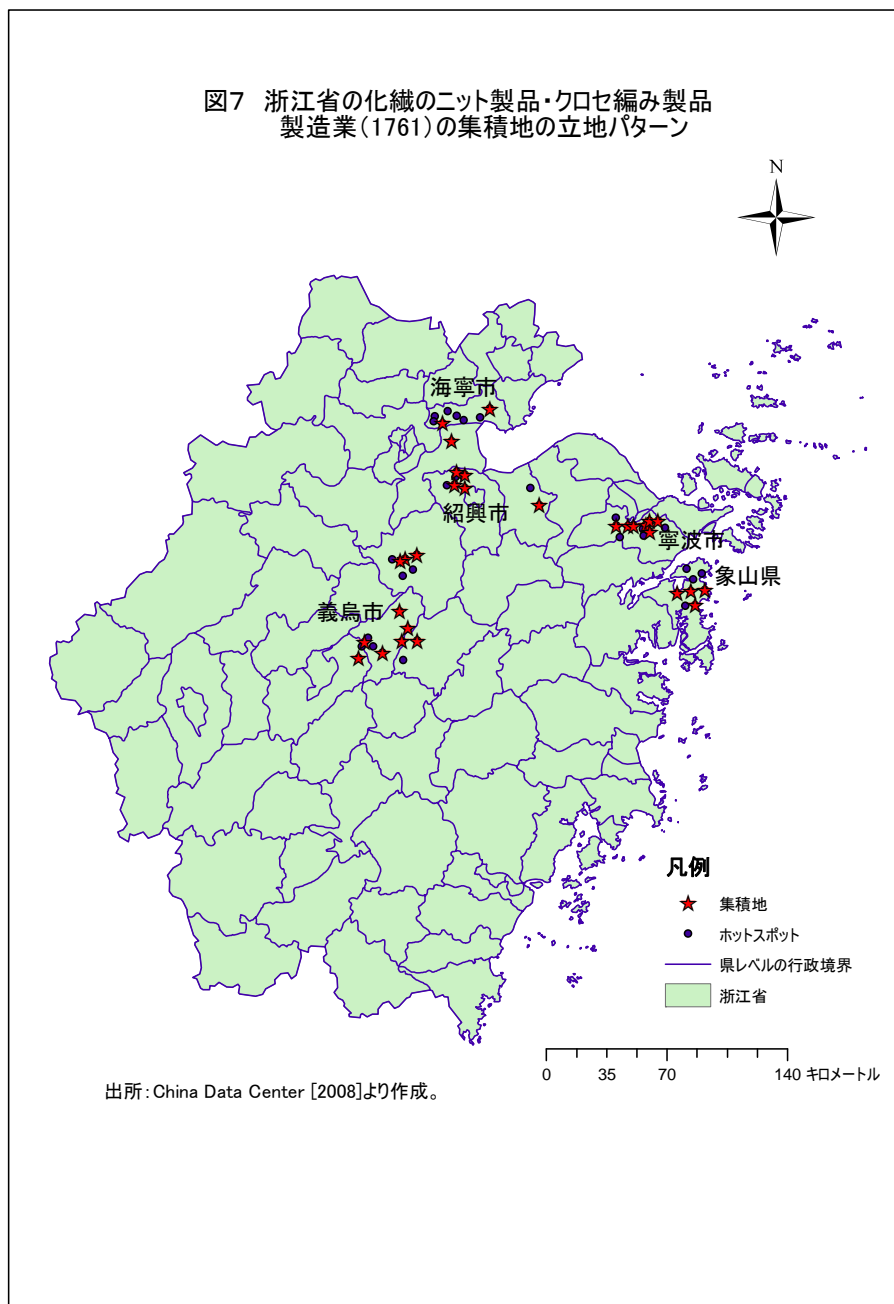 図7 浙江省の化繊のニット製品・クロセ編み製品
製造業(1761)の集積地の立地パターン
N
海寧市
紹興市
寧波市
象山県
義烏市
凡例
集積地
ホットスポット
県レベルの行政境界
浙江省
0 35 70 140 キロメートル
出所:China Data Center [2008]より作成。